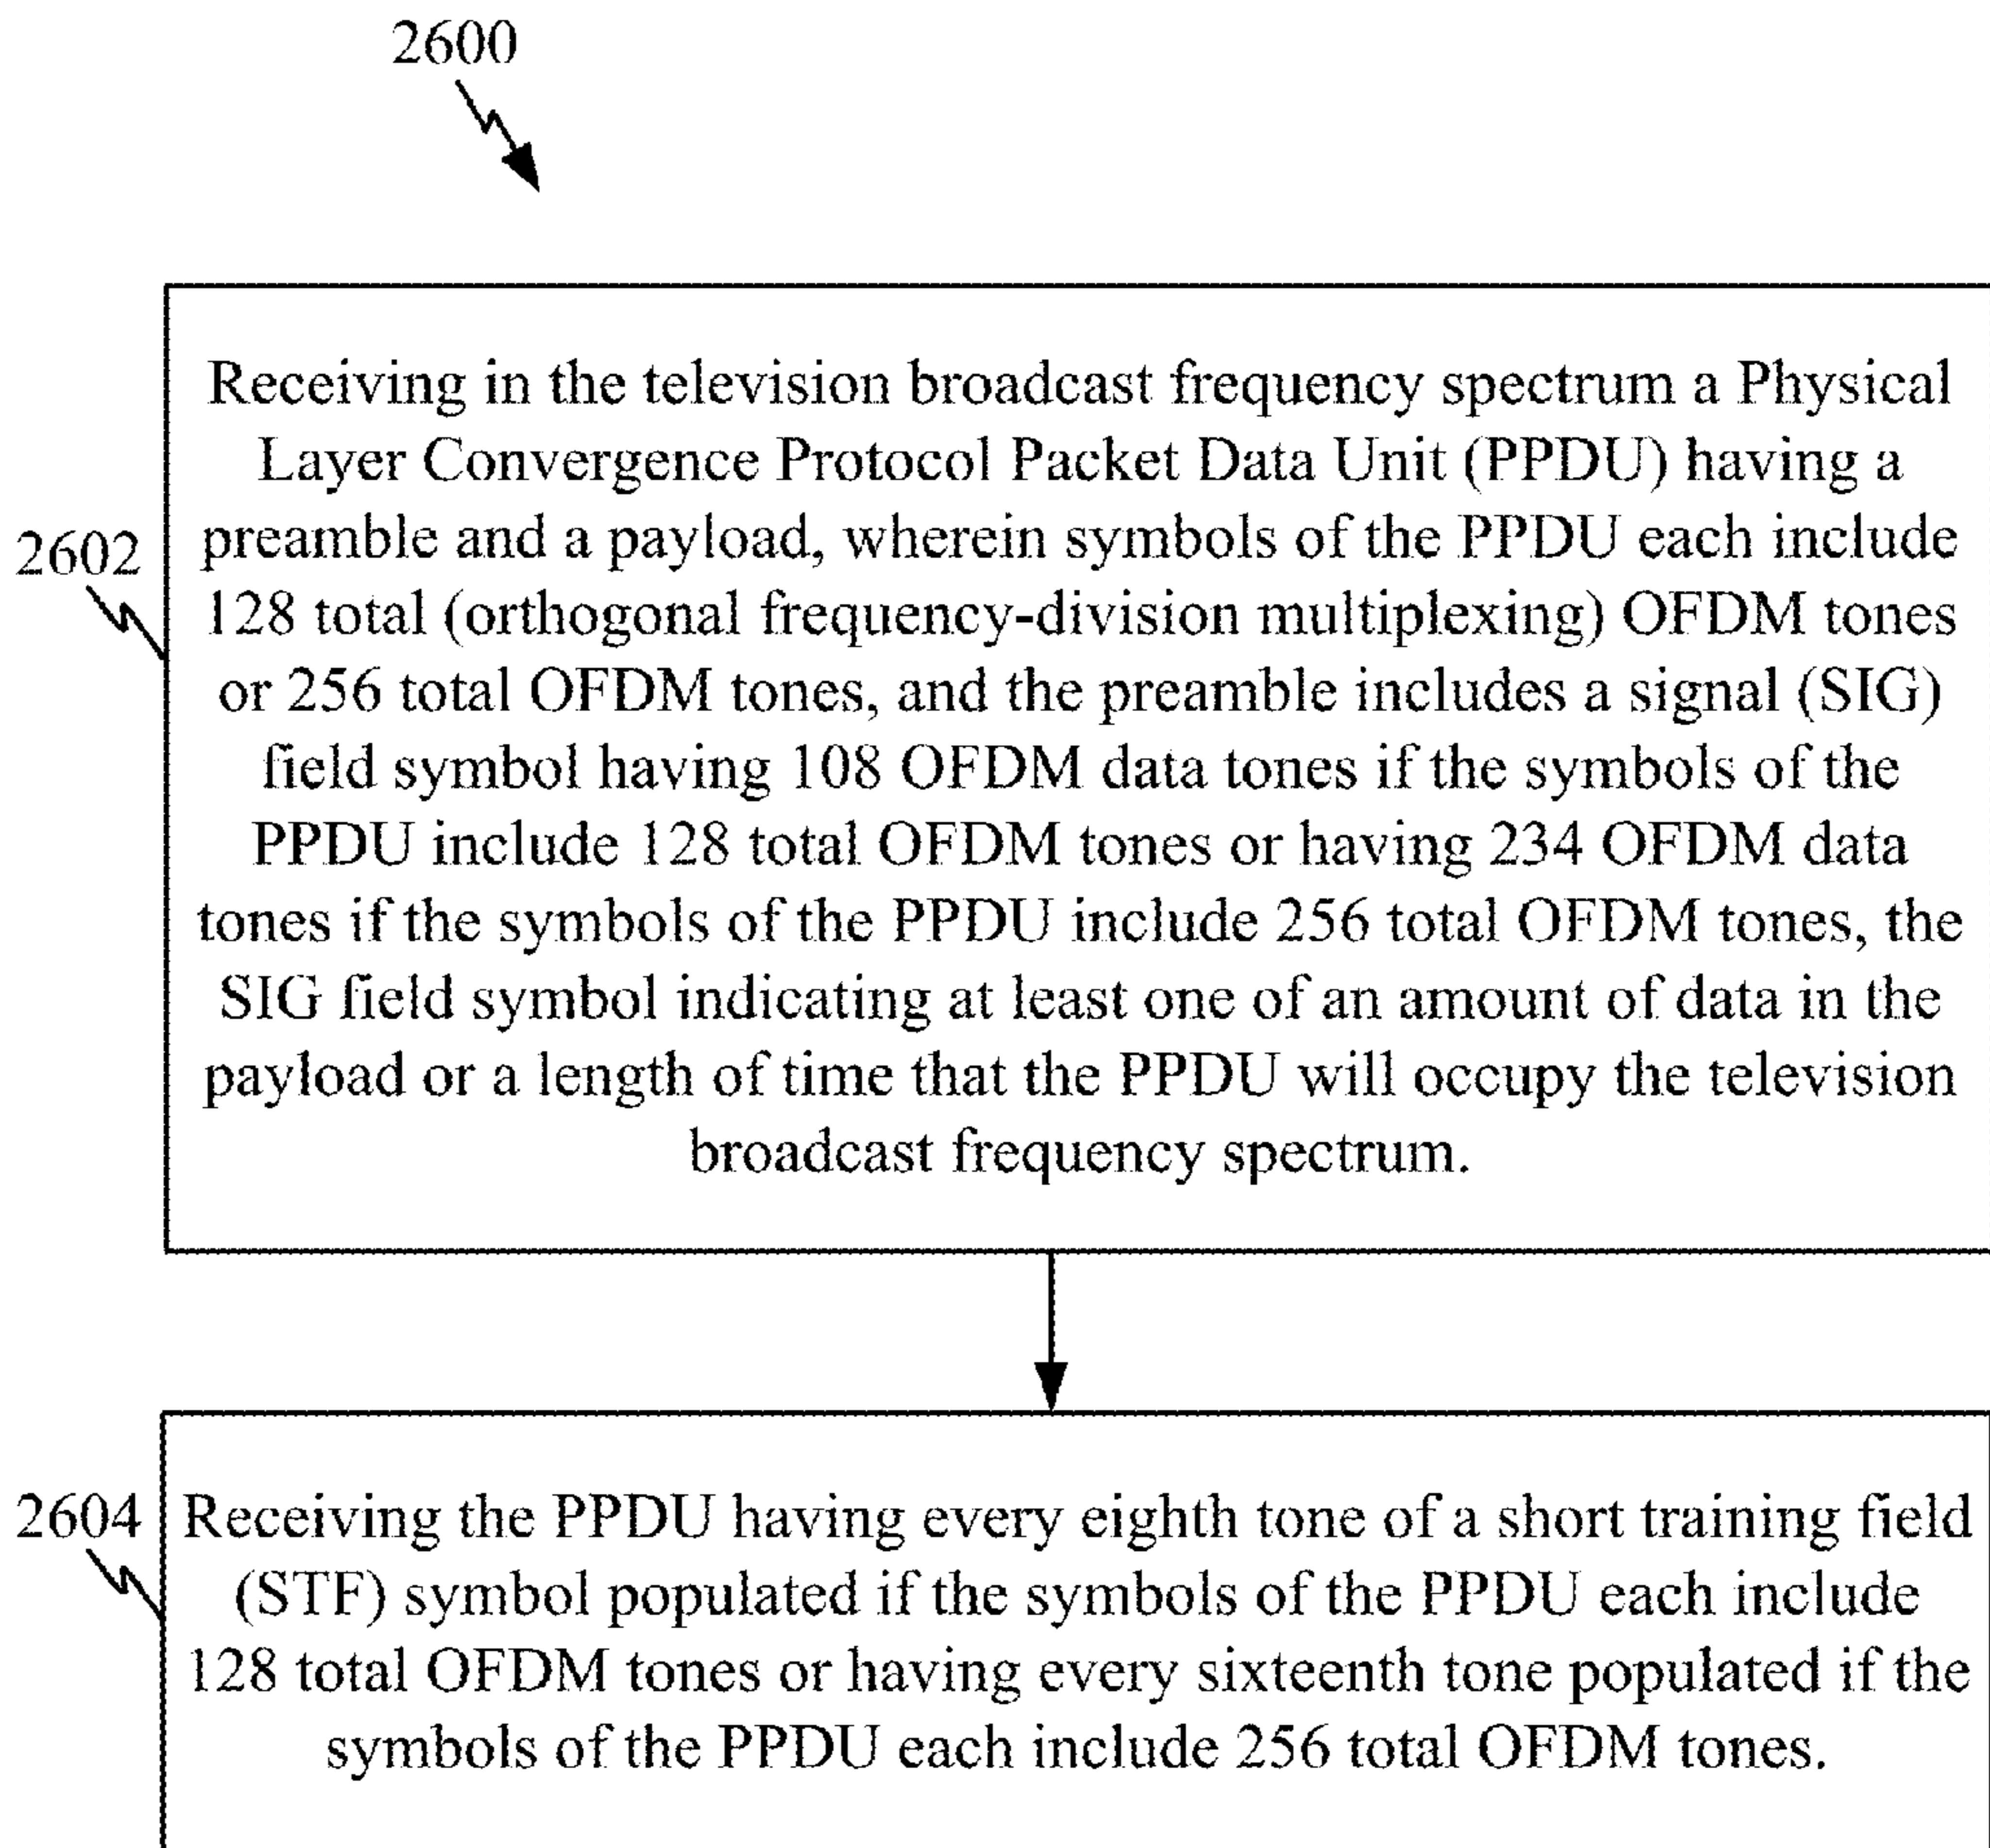 2600
2602
Receiving in the television broadcast frequency spectrum a Physical
Layer Convergence Protocol Packet Data Unit (PPDU) having a
preamble and a payload, wherein symbols of the PPDU each include
128 total (orthogonal frequency-division multiplexing) OFDM tones
or 256 total OFDM tones, and the preamble includes a signal (SIG)
field symbol having 108 OFDM data tones if the symbols of the
PPDU include 128 total OFDM tones or having 234 OFDM data
tones if the symbols of the PPDU include 256 total OFDM tones, the
SIG field symbol indicating at least one of an amount of data in the
payload or a length of time that the PPDU will occupy the television
broadcast frequency spectrum.
2604
Receiving the PPDU having every eighth tone of a short training field
(STF) symbol populated if the symbols of the PPDU each include
128 total OFDM tones or having every sixteenth tone populated if the
symbols of the PPDU each include 256 total OFDM tones.